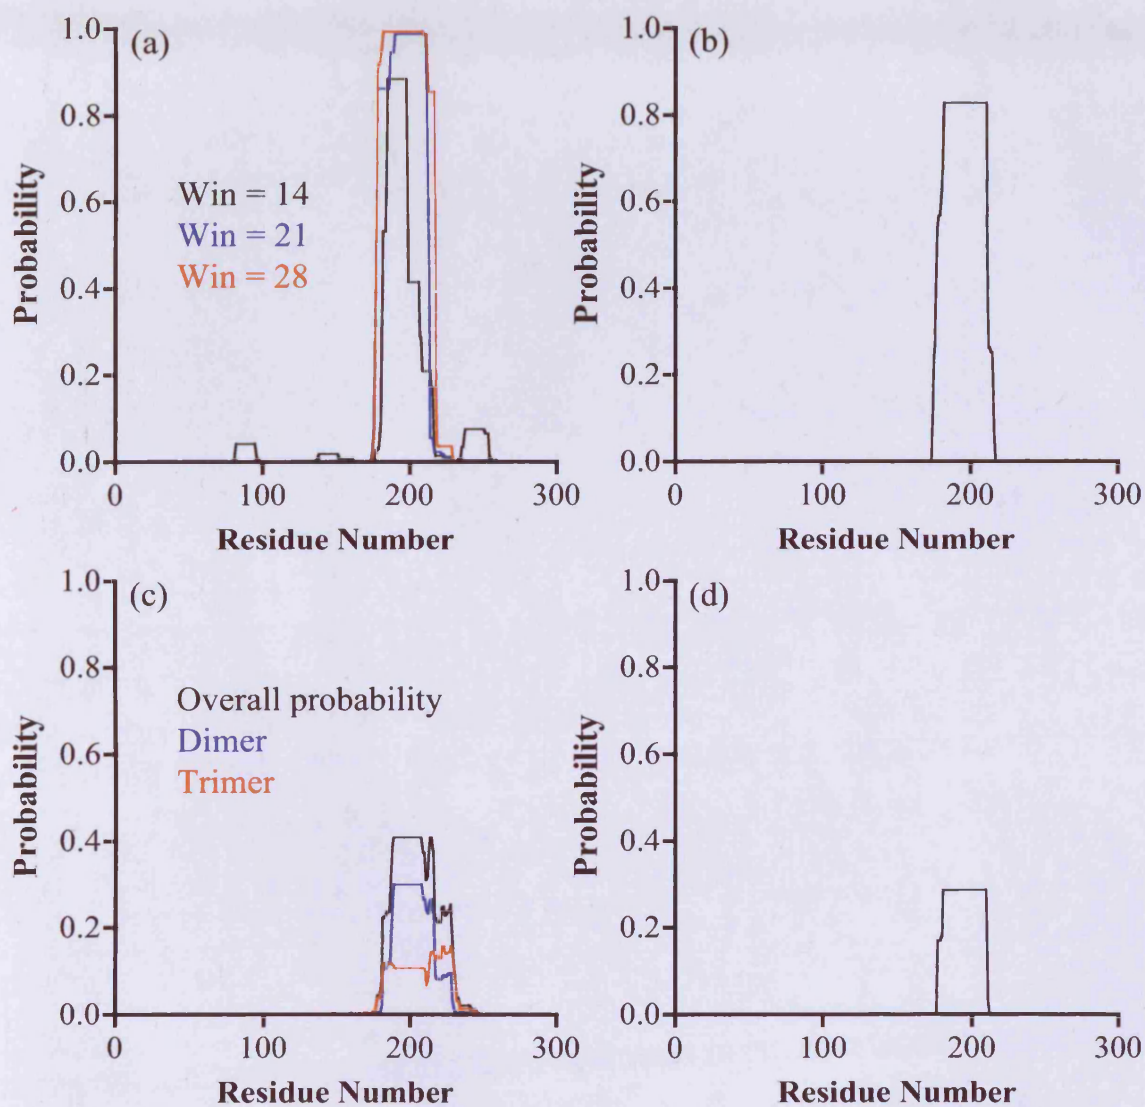 (a)
1.0
0.8
0.6
0.4
0.2
0.0
Probability
Win = 14
Win = 21
Win = 28
0 100 200 300
Residue Number
(b)
1.0
0.8
0.6
0.4
0.2
0.0
Probability
0 100 200 300
Residue Number
(c)
1.0
0.8
0.6
0.4
0.2
0.0
Probability
Overall probability
Dimer
Trimer
0 100 200 300
Residue Number
(d)
1.0
0.8
0.6
0.4
0.2
0.0
Probability
0 100 200 300
Residue Number